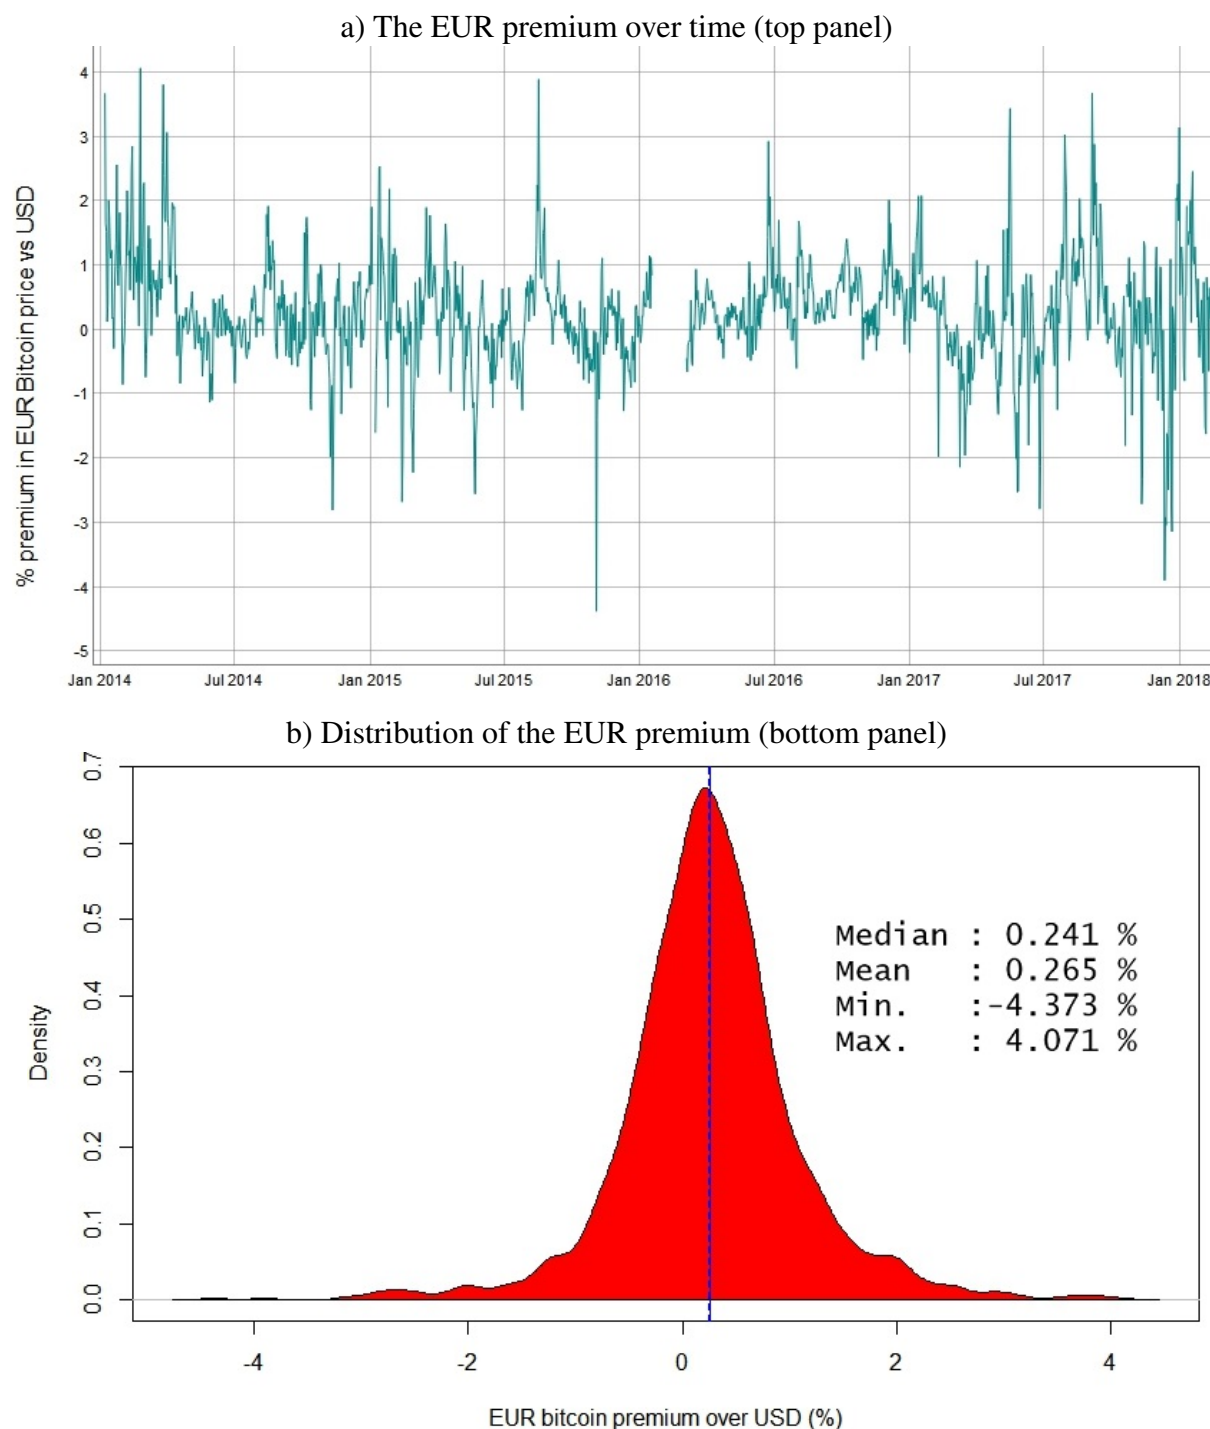 a) The EUR premium over time (top panel)
% premium in EUR Bitcoin price vs USD
4
3
2
1
0
-1
-2
-3
-4
-5
Jan 2014 Jul 2014 Jan 2015 Jul 2015 Jan 2016 Jul 2016 Jan 2017 Jul 2017 Jan 2018
b) Distribution of the EUR premium (bottom panel)
Density
0.7
0.6
0.5
0.4
0.3
0.2
0.1
0.0
Median : 0.241 %
Mean : 0.265 %
Min. :-4.373 %
Max. : 4.071 %
-4 -2 0 2 4
EUR bitcoin premium over USD (%)